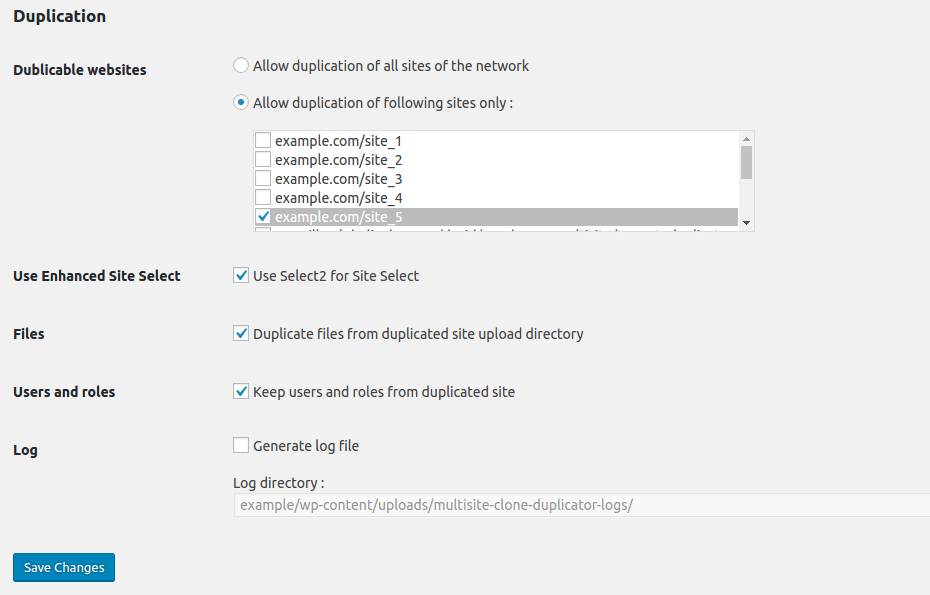 Duplication
Dublicable websites
Allow duplication of all sites of the network
Allow duplication of following sites only :
example.com/site_1
example.com/site_2
example.com/site_3
example.com/site_4
example.com/site_5
Use Enhanced Site Select
Use Select2 for Site Select
Files
Duplicate files from duplicated site upload directory
Users and roles
Keep users and roles from duplicated site
Log
Generate log file
Log directory :
example/wp-content/uploads/multisite-clone-duplicator-logs/
Save Changes